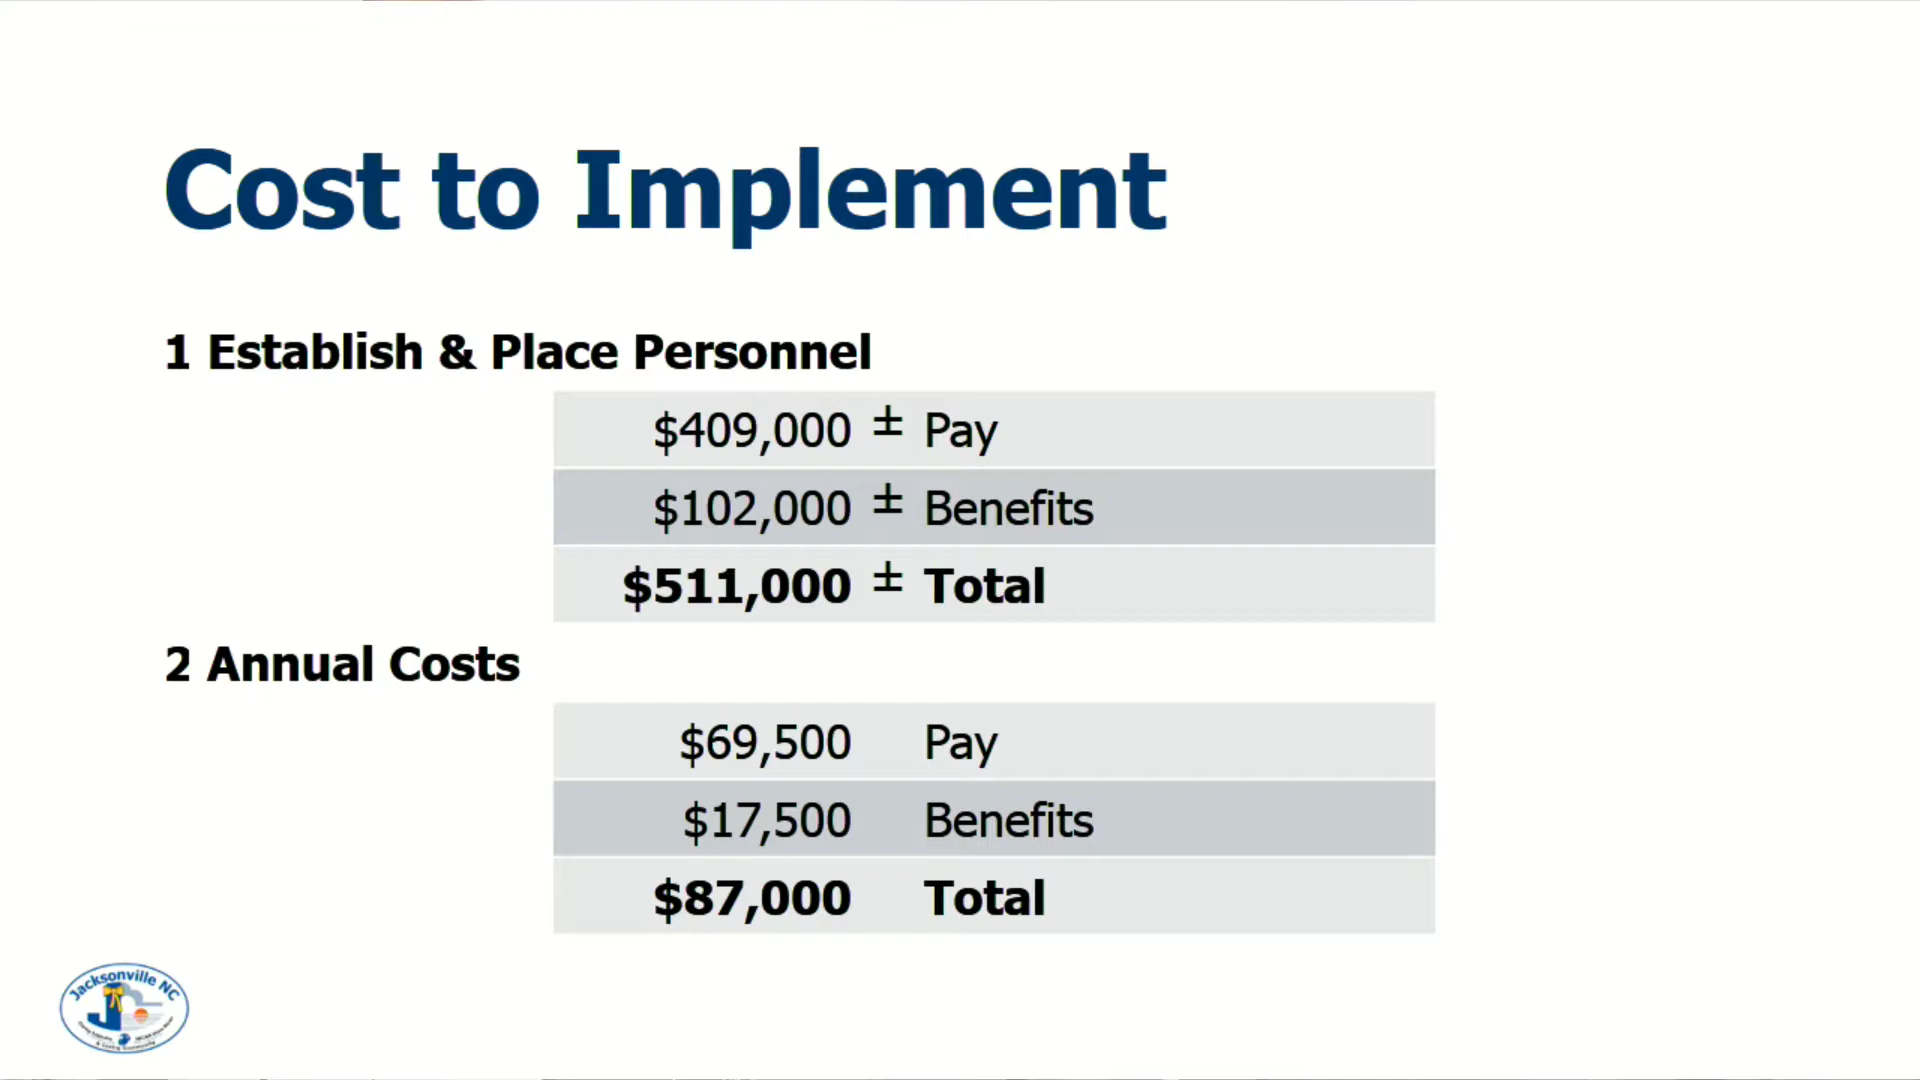 Cost to Implement
1 Establish & Place Personnel
$409,000 ± Pay
$102,000 ± Benefits
$511,000 ± Total
2 Annual Costs
$69,500 Pay
$17,500 Benefits
$87,000 Total
Jacksonville NC